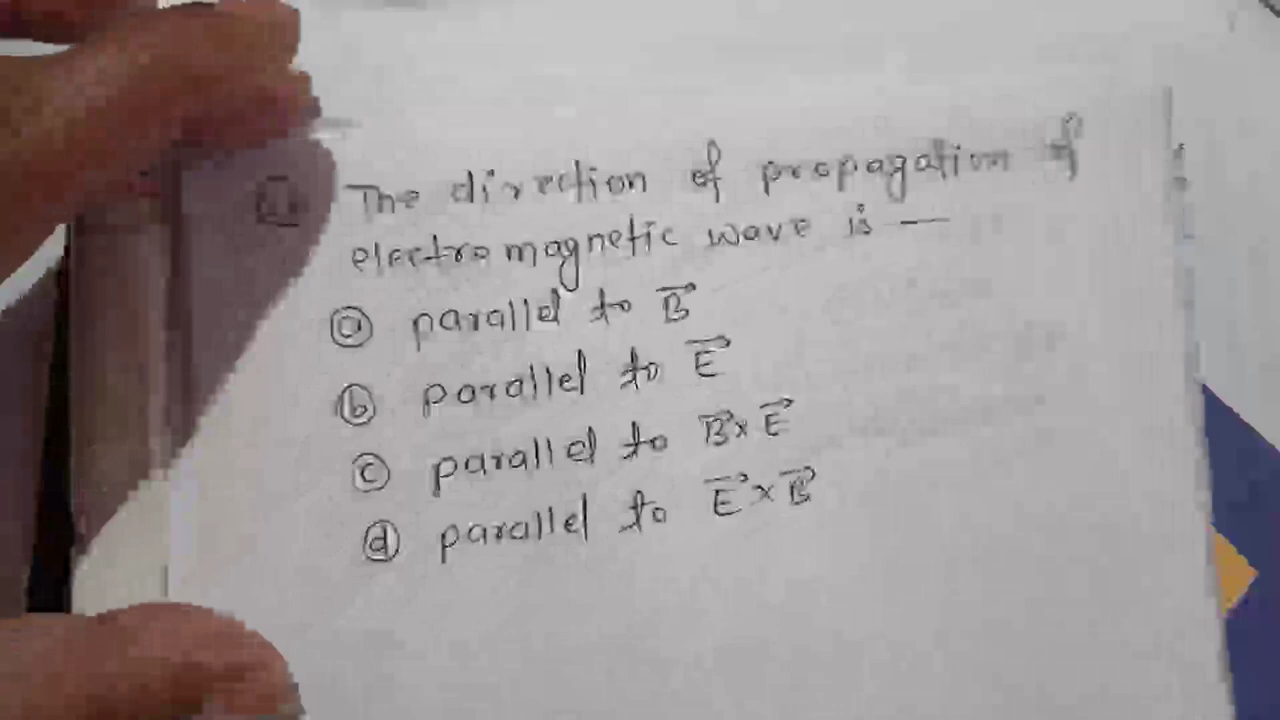 Q. The direction of propagation of
electromagnetic wave is —
(a) parallel to B⃗
(b) parallel to E⃗
(c) parallel to B⃗ x E⃗
(d) parallel to E⃗ x B⃗